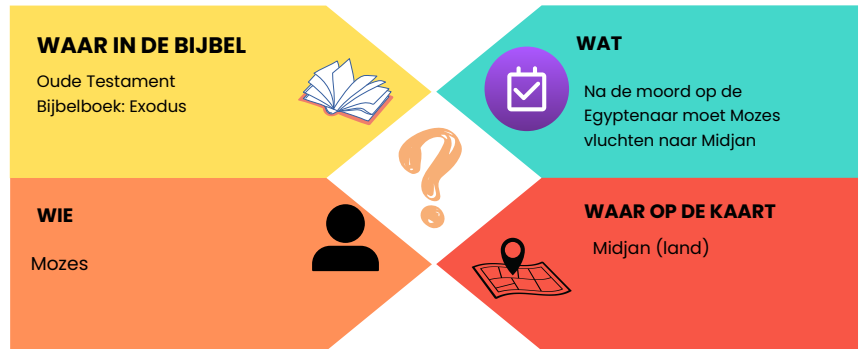 WAAR IN DE BIJBEL
Oude Testament
Bijbelboek: Exodus
WAT
Na de moord op de
Egyptenaar moet Mozes
vluchten naar Midjan
?
WIE
Mozes
WAAR OP DE KAART
Midjan (land)